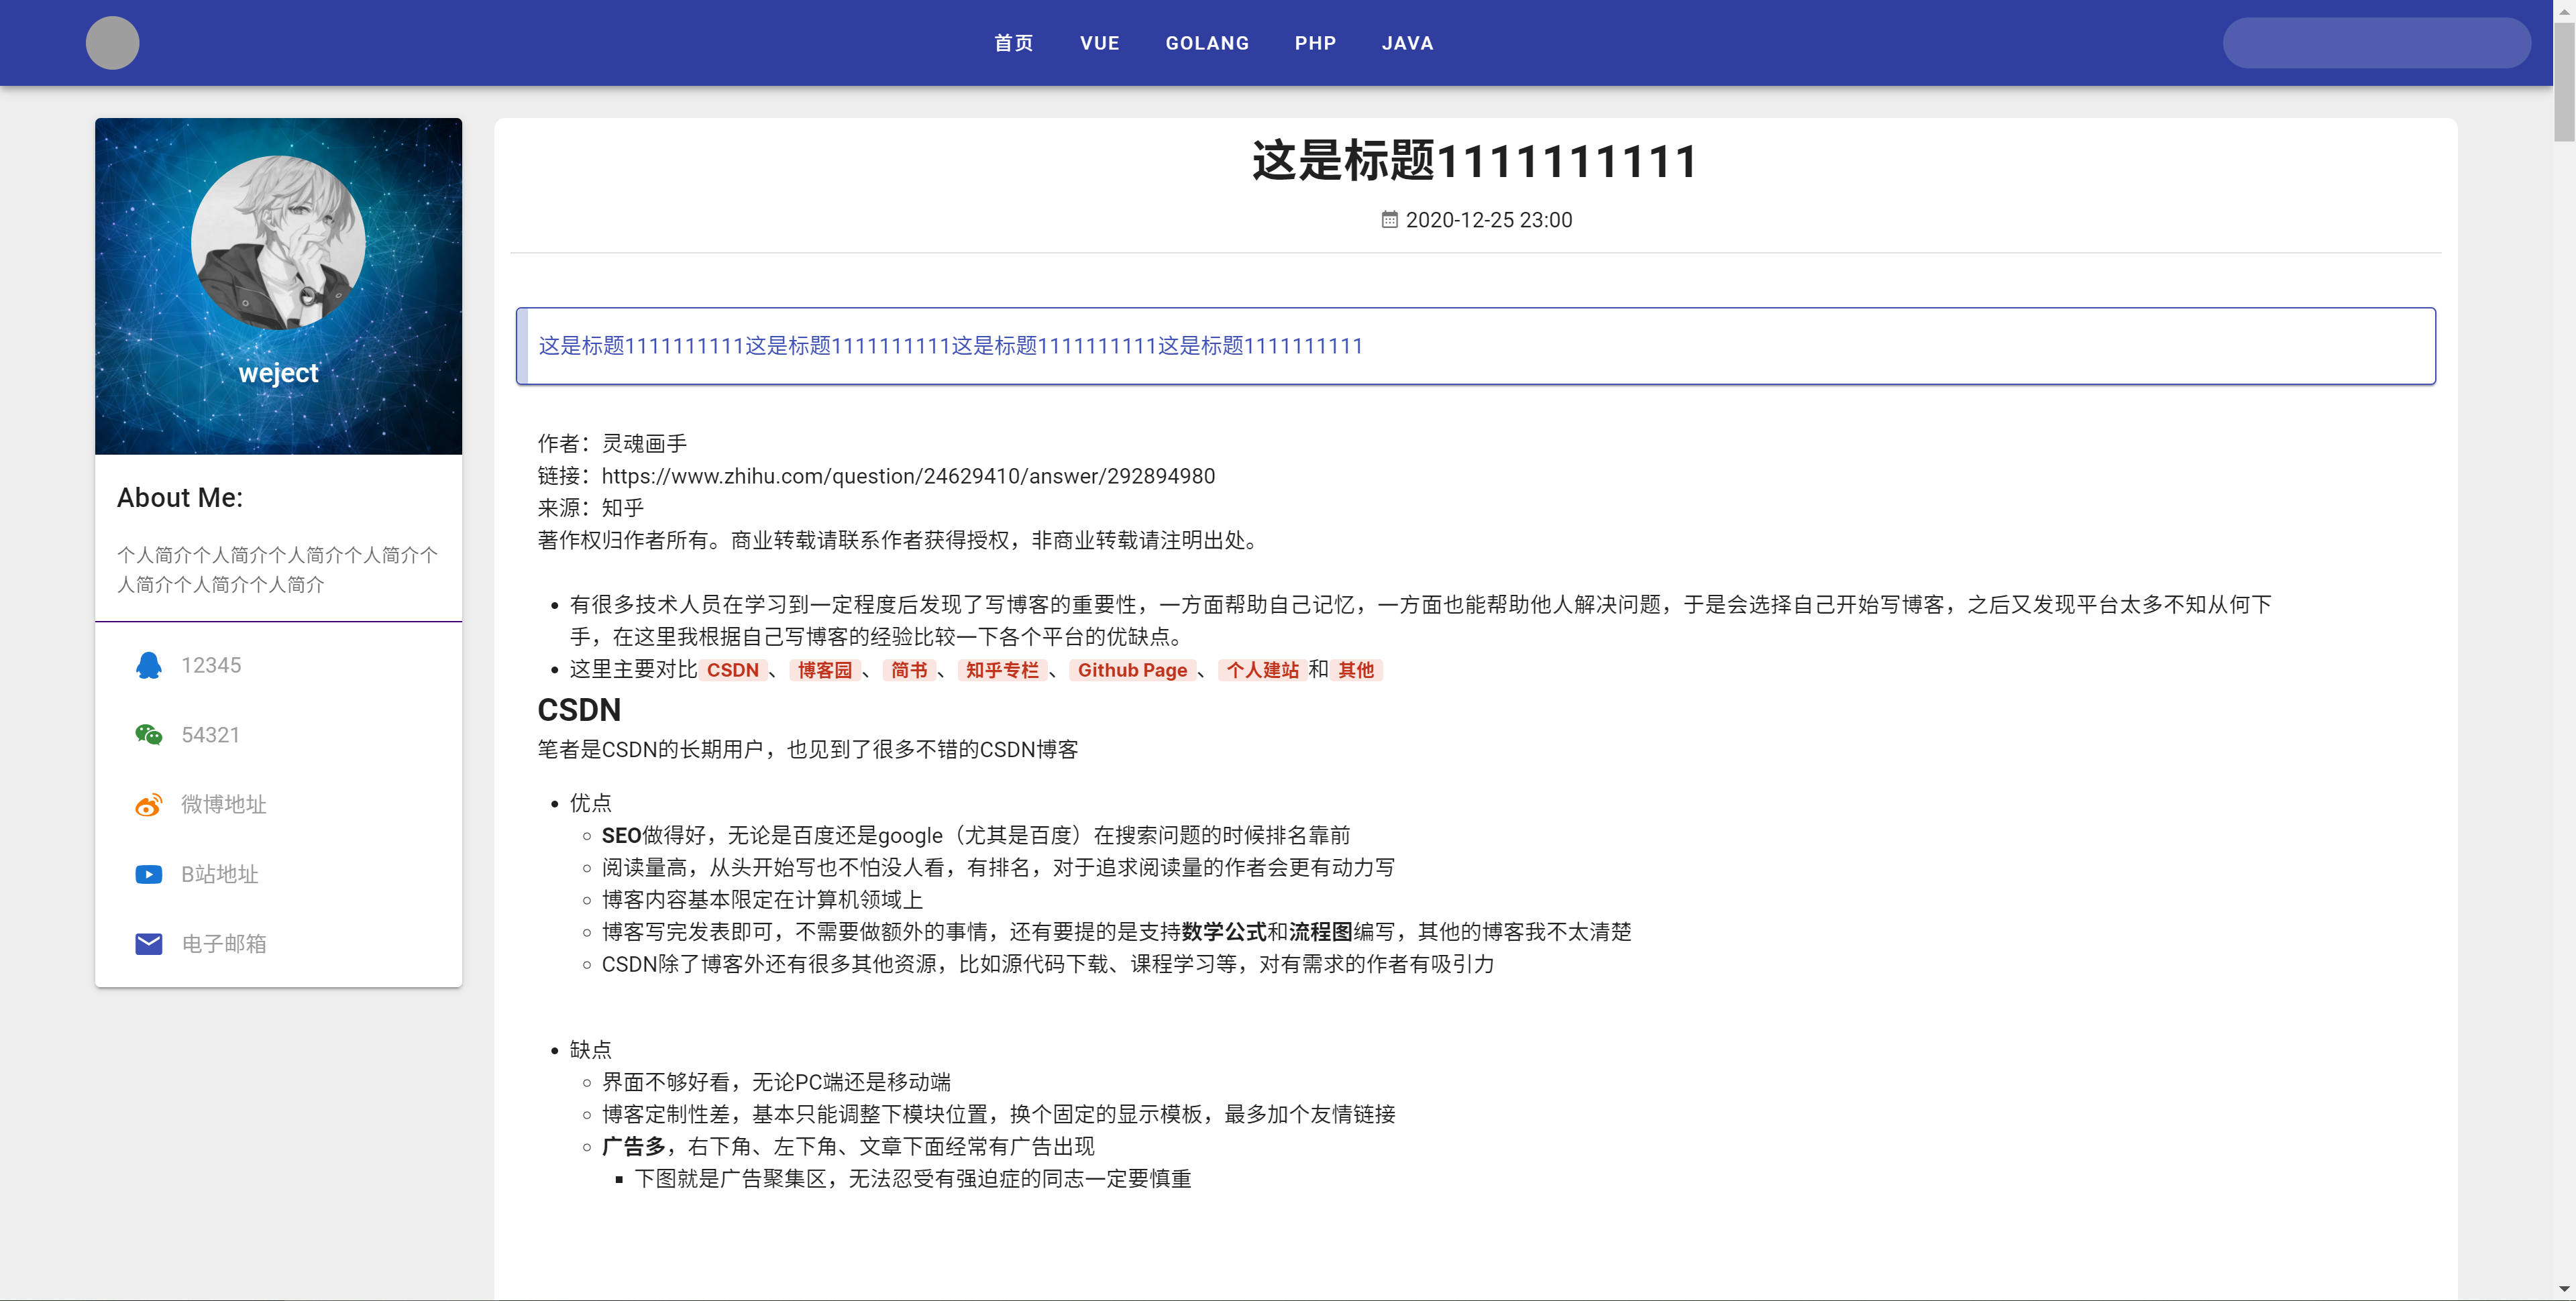 首页 VUE GOLANG PHP JAVA
weject
About Me:
个人简介个人简介个人简介个人简介个
人简介个人简介个人简介
12345
54321
微博地址
B站地址
电子邮箱
这是标题1111111111
2020-12-25 23:00
这是标题1111111111这是标题1111111111这是标题1111111111这是标题1111111111
作者：灵魂画手
链接：https://www.zhihu.com/question/24629410/answer/292894980
来源：知乎
著作权归作者所有。商业转载请联系作者获得授权，非商业转载请注明出处。
有很多技术人员在学习到一定程度后发现了写博客的重要性，一方面帮助自己记忆，一方面也能帮助他人解决问题，于是会选择自己开始写博客，之后又发现平台太多不知从何下
手，在这里我根据自己写博客的经验比较一下各个平台的优缺点。
这里主要对比 CSDN 、 博客园 、 简书 、 知乎专栏 、 Github Page 、 个人建站 和 其他
CSDN
笔者是CSDN的长期用户，也见到了很多不错的CSDN博客
优点
SEO做得好，无论是百度还是google（尤其是百度）在搜索问题的时候排名靠前
阅读量高，从头开始写也不怕没人看，有排名，对于追求阅读量的作者会更有动力写
博客内容基本限定在计算机领域上
博客写完发表即可，不需要做额外的事情，还有要提的是支持数学公式和流程图编写，其他的博客我不太清楚
CSDN除了博客外还有很多其他资源，比如源代码下载、课程学习等，对有需求的作者有吸引力
缺点
界面不够好看，无论PC端还是移动端
博客定制性差，基本只能调整下模块位置，换个固定的显示模板，最多加个友情链接
广告多，右下角、左下角、文章下面经常有广告出现
下图就是广告聚集区，无法忍受有强迫症的同志一定要慎重